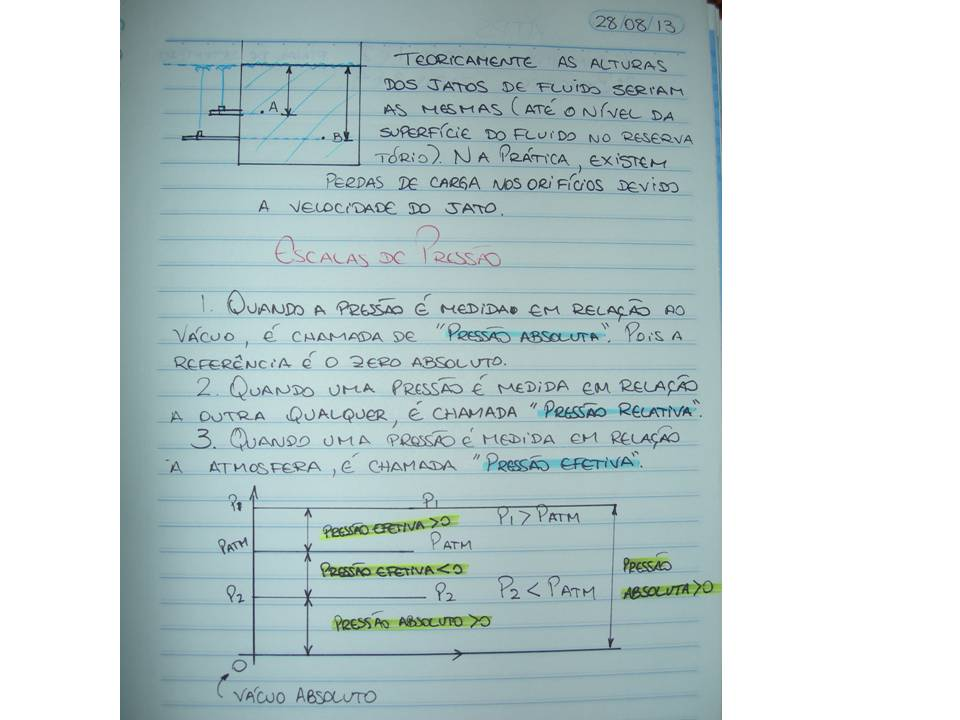 28/08/13
TEORICAMENTE AS ALTURAS
DOS JATOS DE FLUIDO SERIAM
AS MESMAS (ATÉ O NÍVEL DA
SUPERFÍCIE DO FLUIDO NO RESERVA
TÓRIO). NA PRÁTICA, EXISTEM
PERDAS DE CARGA NOS ORIFÍCIOS DEVIDO
A VELOCIDADE DO JATO.
A
B
ESCALAS DE PRESSÃO
1. QUANDO A PRESSÃO É MEDIDA EM RELAÇÃO AO
VÁCUO, É CHAMADA DE "PRESSÃO ABSOLUTA". POIS A
REFERÊNCIA É O ZERO ABSOLUTO.
2. QUANDO UMA PRESSÃO É MEDIDA EM RELAÇÃO
A OUTRA QUALQUER, É CHAMADA "PRESSÃO RELATIVA".
3. QUANDO UMA PRESSÃO É MEDIDA EM RELAÇÃO
A ATMOSFERA, É CHAMADA "PRESSÃO EFETIVA".
P1 P1
PRESSÃO EFETIVA>0 P1 > PATM
PATM PATM
PRESSÃO EFETIVA<0 PRESSÃO
P2 P2 P2 < PATM ABSOLUTA>0
PRESSÃO ABSOLUTO >0
O
VÁCUO ABSOLUTO